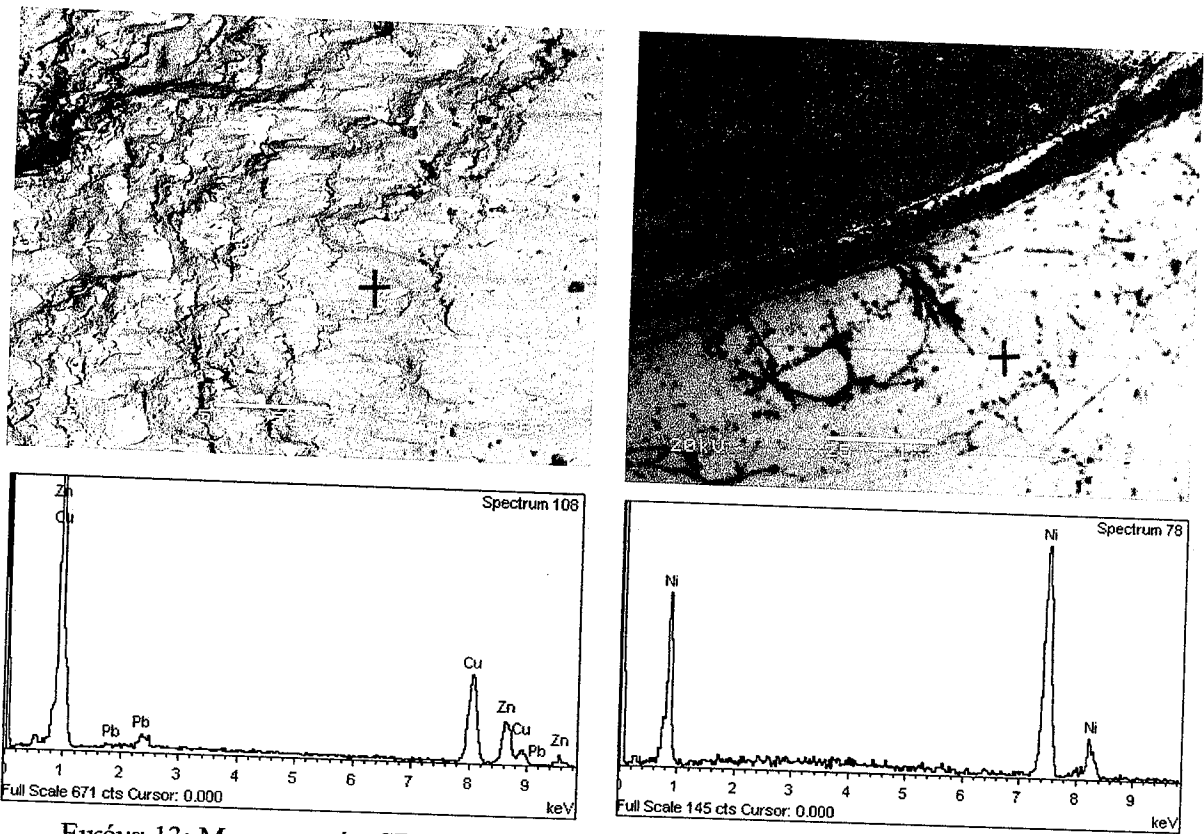 Zn
Cu
Spectrum 108
Pb
Pb
Cu
Zn
Cu
Pb
Zn
0 1 2 3 4 5 6 7 8 9
Full Scale 671 cts Cursor: 0.000
keV
Spectrum 78
Ni
Ni
Ni
0 1 2 3 4 5 6 7 8 9
Full Scale 145 cts Cursor: 0.000
keV